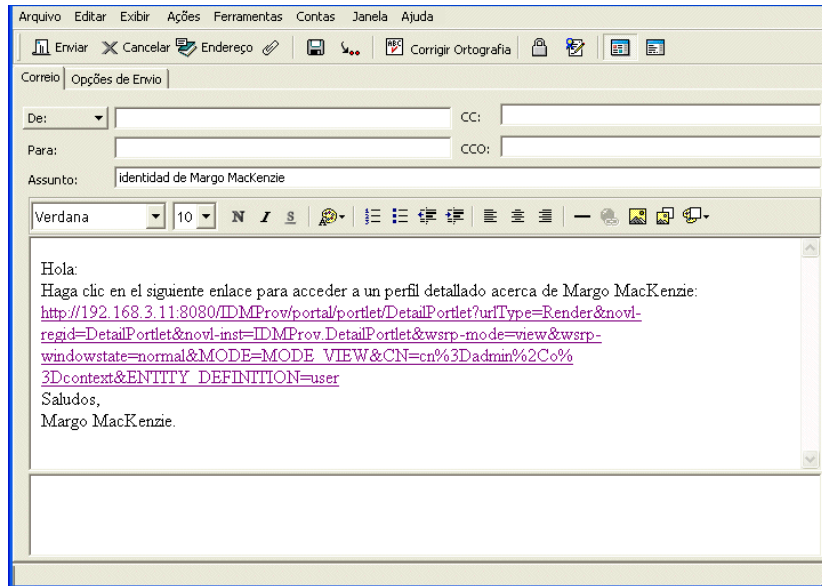 Arquivo Editar Exibir Ações Ferramentas Contas Janela Ajuda
Enviar Cancelar Endereço ABC Corrigir Ortografia
Correio Opções de Envio
De: CC:
Para: CCO:
Assunto: identidad de Margo MacKenzie
Verdana 10 N I S
Hola:
Haga clic en el siguiente enlace para acceder a un perfil detallado acerca de Margo MacKenzie:
http://192.168.3.11:8080/IDMProv/portal/portlet/DetailPortlet?urlType=Render&novl-
regid=DetailPortlet&novl-inst=IDMProv.DetailPortlet&wsrp-mode=view&wsrp-
windowstate=normal&MODE=MODE_VIEW&CN=cn%3Dadmin%2Co%
3Dcontext&ENTITY_DEFINITION=user
Saludos,
Margo MacKenzie.